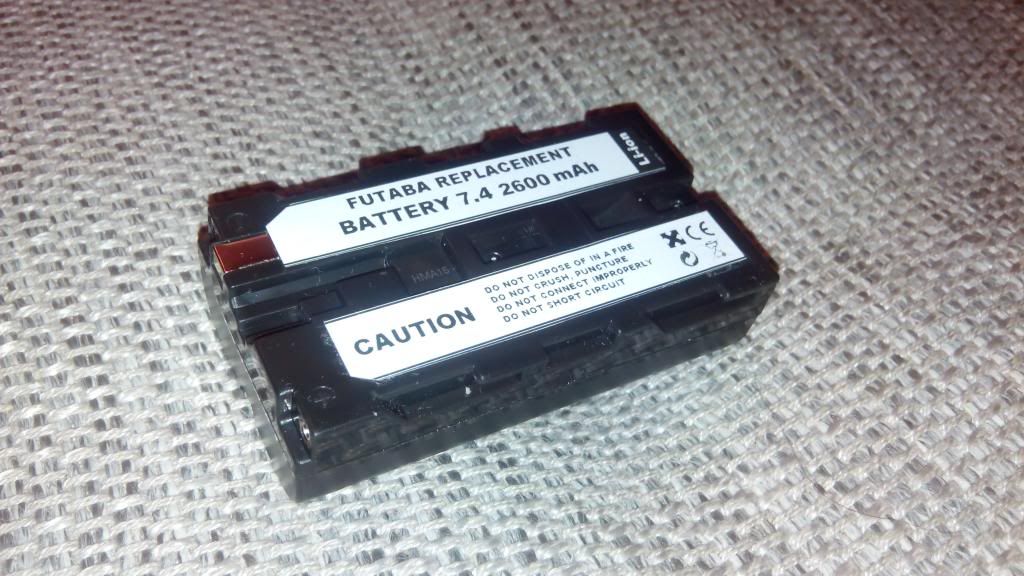 FUTABA REPLACEMENT
BATTERY 7.4 2600 mAh
Li-Ion
HMA15
CAUTION
DO NOT DISPOSE OF IN A FIRE
DO NOT CRUSH, PUNCTURE
DO NOT CONNECT IMPROPERLY
DO NOT SHORT CIRCUIT
CE